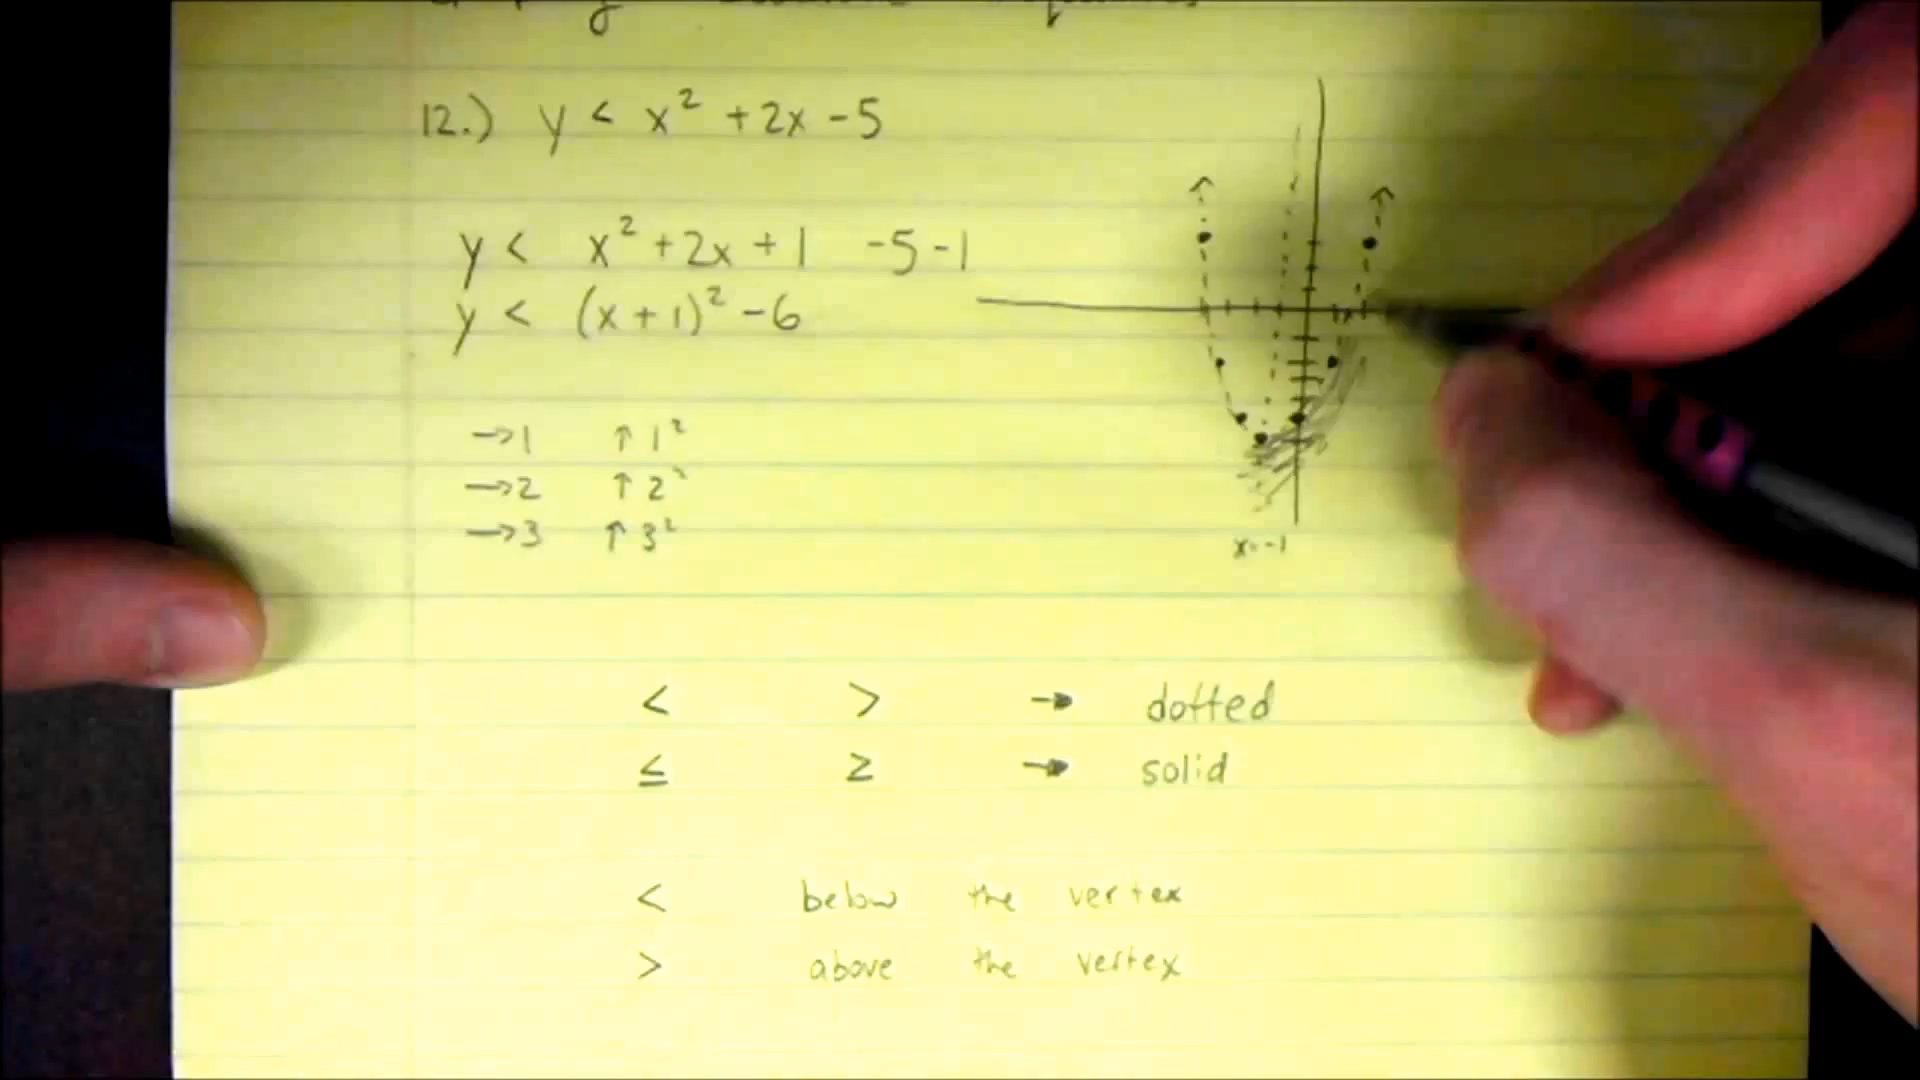 12.) y < x² + 2x - 5
y < x² + 2x + 1 -5 -1
y < (x + 1)² - 6
→1 ↑ 1²
→2 ↑ 2²
→3 ↑ 3²
x=-1
< > → dotted
≤ ≥ → solid
< below the vertex
> above the vertex